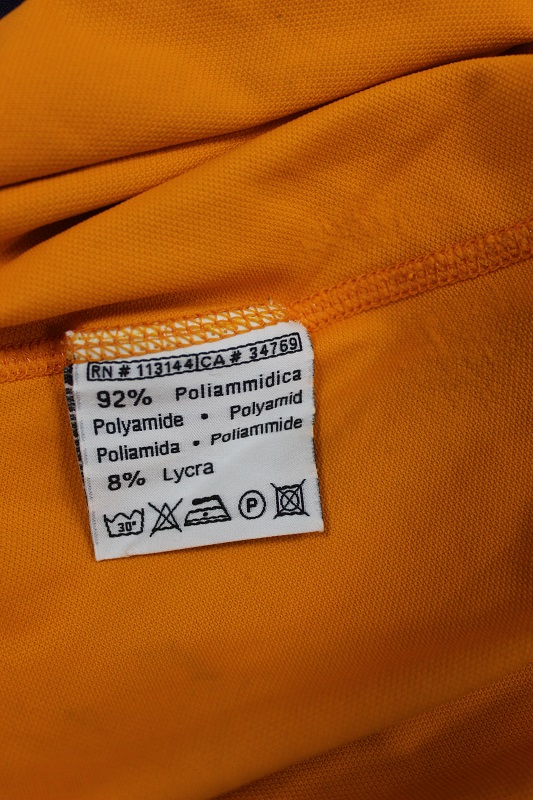 RN # 113144 CA # 34769
92% Poliammidica
Polyamide • Polyamid
Poliamida • Poliammide
8% Lycra
30° P